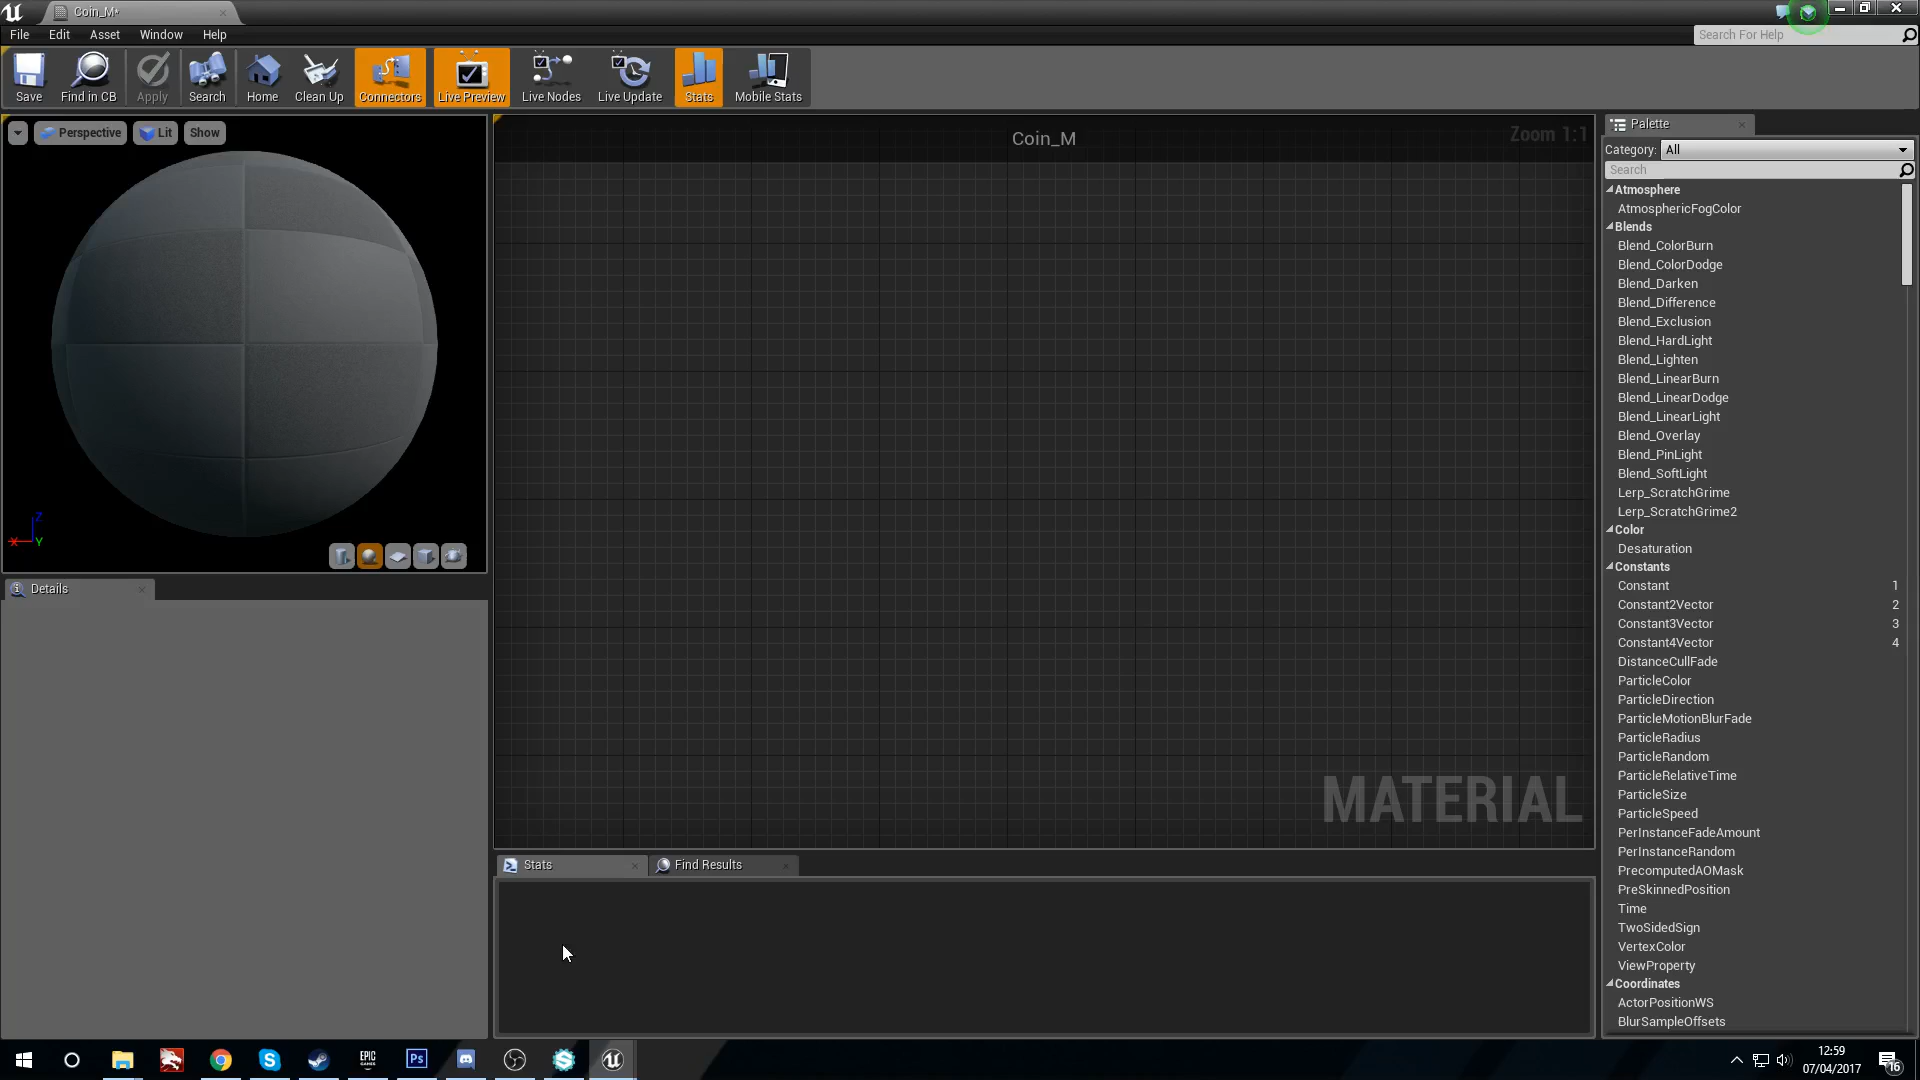 Coin_M*
File Edit Asset Window Help
Search For Help
Save Find in CB Apply Search Home Clean Up Connectors Live Preview Live Nodes Live Update Stats Mobile Stats
Perspective Lit Show
Z
X Y
Coin_M
Zoom 1:1
MATERIAL
Details
Stats
Find Results
Palette
Category: All
Search
Atmosphere
AtmosphericFogColor
Blends
Blend_ColorBurn
Blend_ColorDodge
Blend_Darken
Blend_Difference
Blend_Exclusion
Blend_HardLight
Blend_Lighten
Blend_LinearBurn
Blend_LinearDodge
Blend_LinearLight
Blend_Overlay
Blend_PinLight
Blend_SoftLight
Lerp_ScratchGrime
Lerp_ScratchGrime2
Color
Desaturation
Constants
Constant 1
Constant2Vector 2
Constant3Vector 3
Constant4Vector 4
DistanceCullFade
ParticleColor
ParticleDirection
ParticleMotionBlurFade
ParticleRadius
ParticleRandom
ParticleRelativeTime
ParticleSize
ParticleSpeed
PerInstanceFadeAmount
PerInstanceRandom
PrecomputedAOMask
PreSkinnedPosition
Time
TwoSidedSign
VertexColor
ViewProperty
Coordinates
ActorPositionWS
BlurSampleOffsets
EPIC
GAMES
Ps
12:59
07/04/2017
16